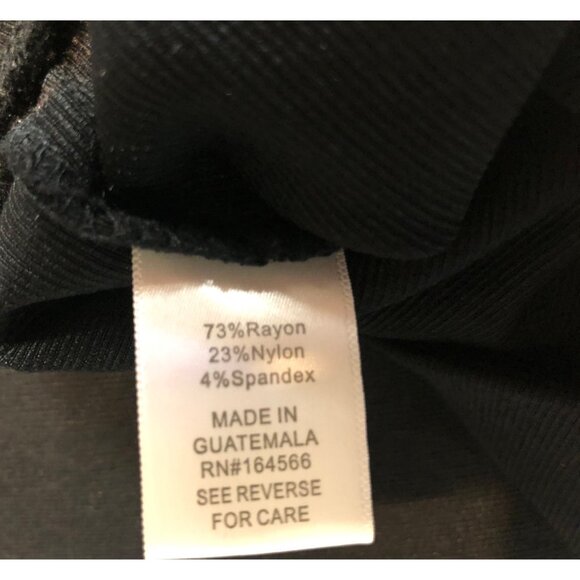 73%Rayon
23%Nylon
4%Spandex
MADE IN
GUATEMALA
RN#164566
SEE REVERSE
FOR CARE